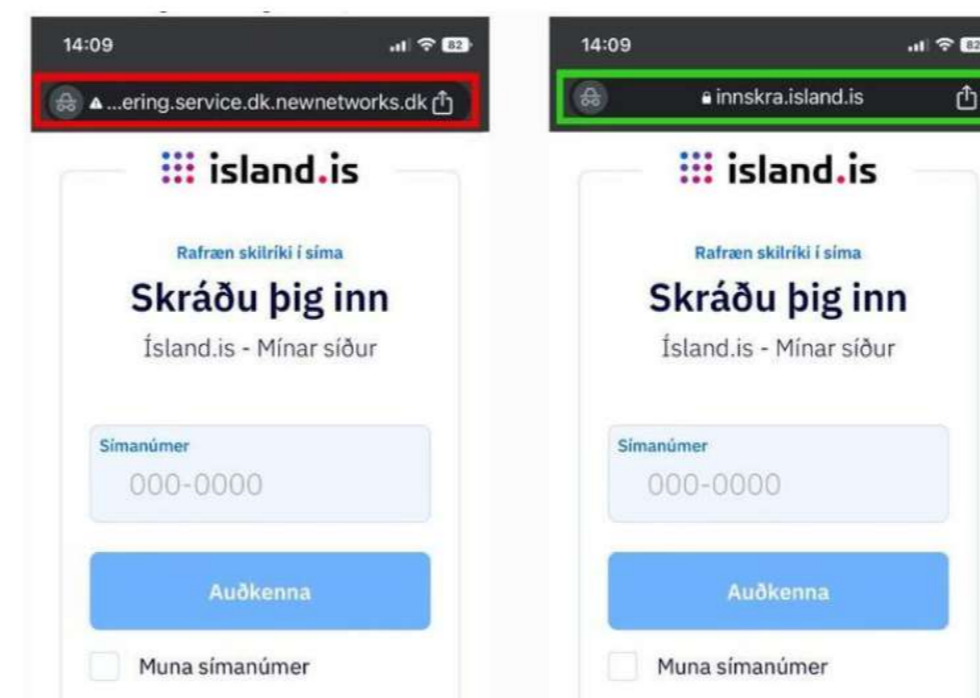 14:09
82
...ering.service.dk.newnetworks.dk
island.is
Rafræn skilríki í síma
Skráðu þig inn
Ísland.is - Mínar síður
Símanúmer
000-0000
Auðkenna
Muna símanúmer
14:09
82
innskra.island.is
island.is
Rafræn skilríki í síma
Skráðu þig inn
Ísland.is - Mínar síður
Símanúmer
000-0000
Auðkenna
Muna símanúmer